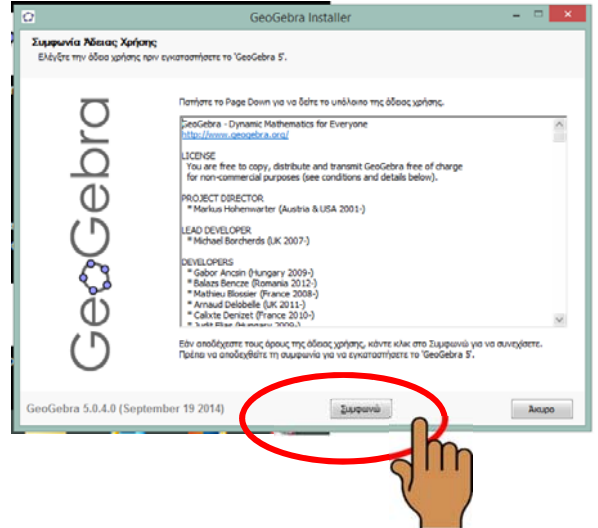 GeoGebra Installer
Συμφωνία Άδειας Χρήσης
Ελέγξτε την άδεια χρήσης πριν εγκαταστήσετε το 'GeoGebra 5'.
GeoGebra
Πατήστε το Page Down για να δείτε το υπόλοιπο της άδειας χρήσης.
GeoGebra - Dynamic Mathematics for Everyone
http://www.geogebra.org/
LICENSE
You are free to copy, distribute and transmit GeoGebra free of charge
for non-commercial purposes (see conditions and details below).
PROJECT DIRECTOR
* Markus Hohenwarter (Austria & USA 2001-)
LEAD DEVELOPER
* Michael Borcherds (UK 2007-)
DEVELOPERS
* Gabor Ancsin (Hungary 2009-)
* Balazs Bencze (Romania 2012-)
* Mathieu Blossier (France 2008-)
* Arnaud Delobelle (UK 2011-)
* Calixte Denizet (France 2010-)
* Judit Elias (Hungary 2009-)
Εάν αποδέχεστε τους όρους της άδειας χρήσης, κάντε κλικ στο Συμφωνώ για να συνεχίσετε.
Πρέπει να αποδεχθείτε τη συμφωνία για να εγκαταστήσετε το 'GeoGebra 5'.
GeoGebra 5.0.4.0 (September 19 2014)
Συμφωνώ
Άκυρο